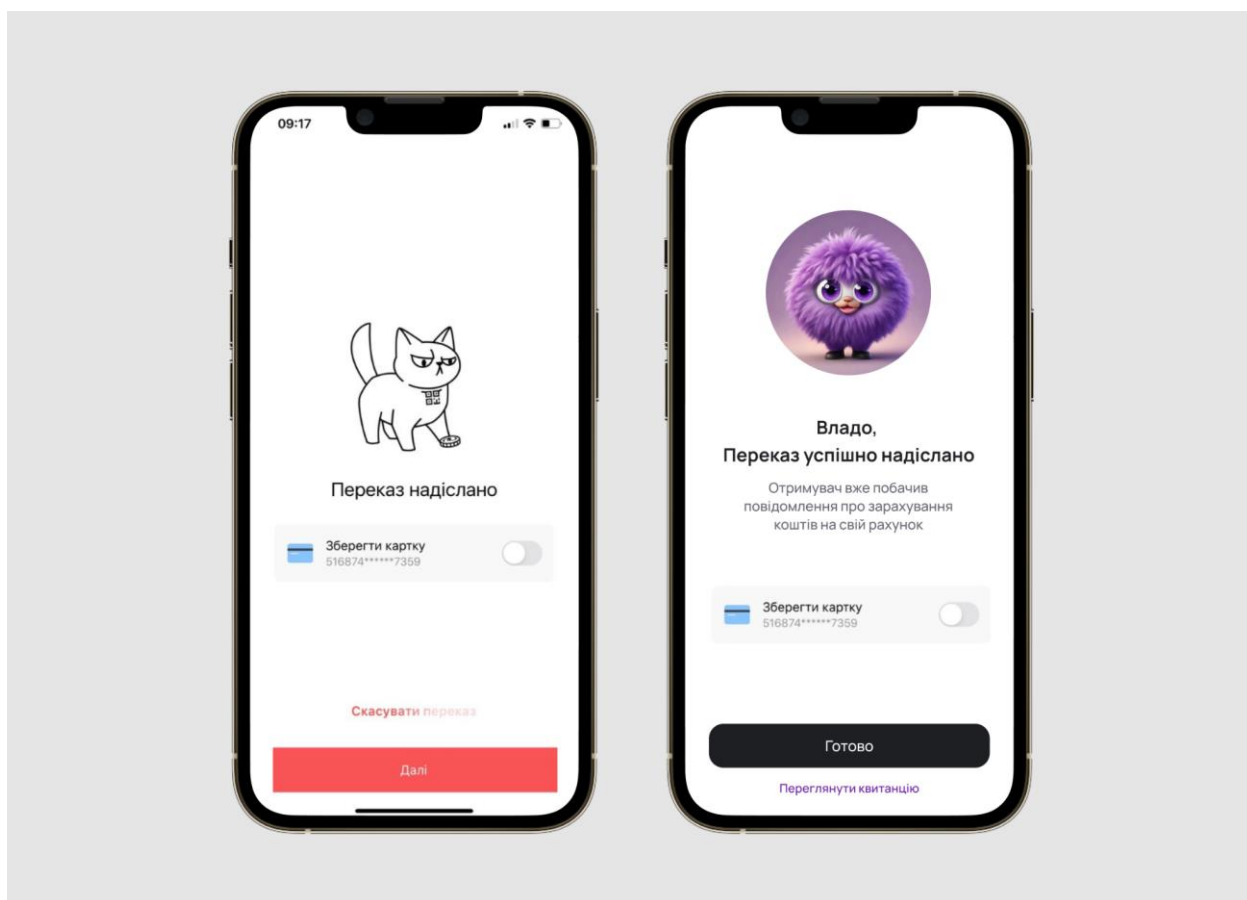 09:17
Переказ надіслано
Зберегти картку
516874******7359
Скасувати переказ
Далі
Владо,
Переказ успішно надіслано
Отримувач вже побачив
повідомлення про зарахування
коштів на свій рахунок
Зберегти картку
516874******7359
Готово
Переглянути квитанцію